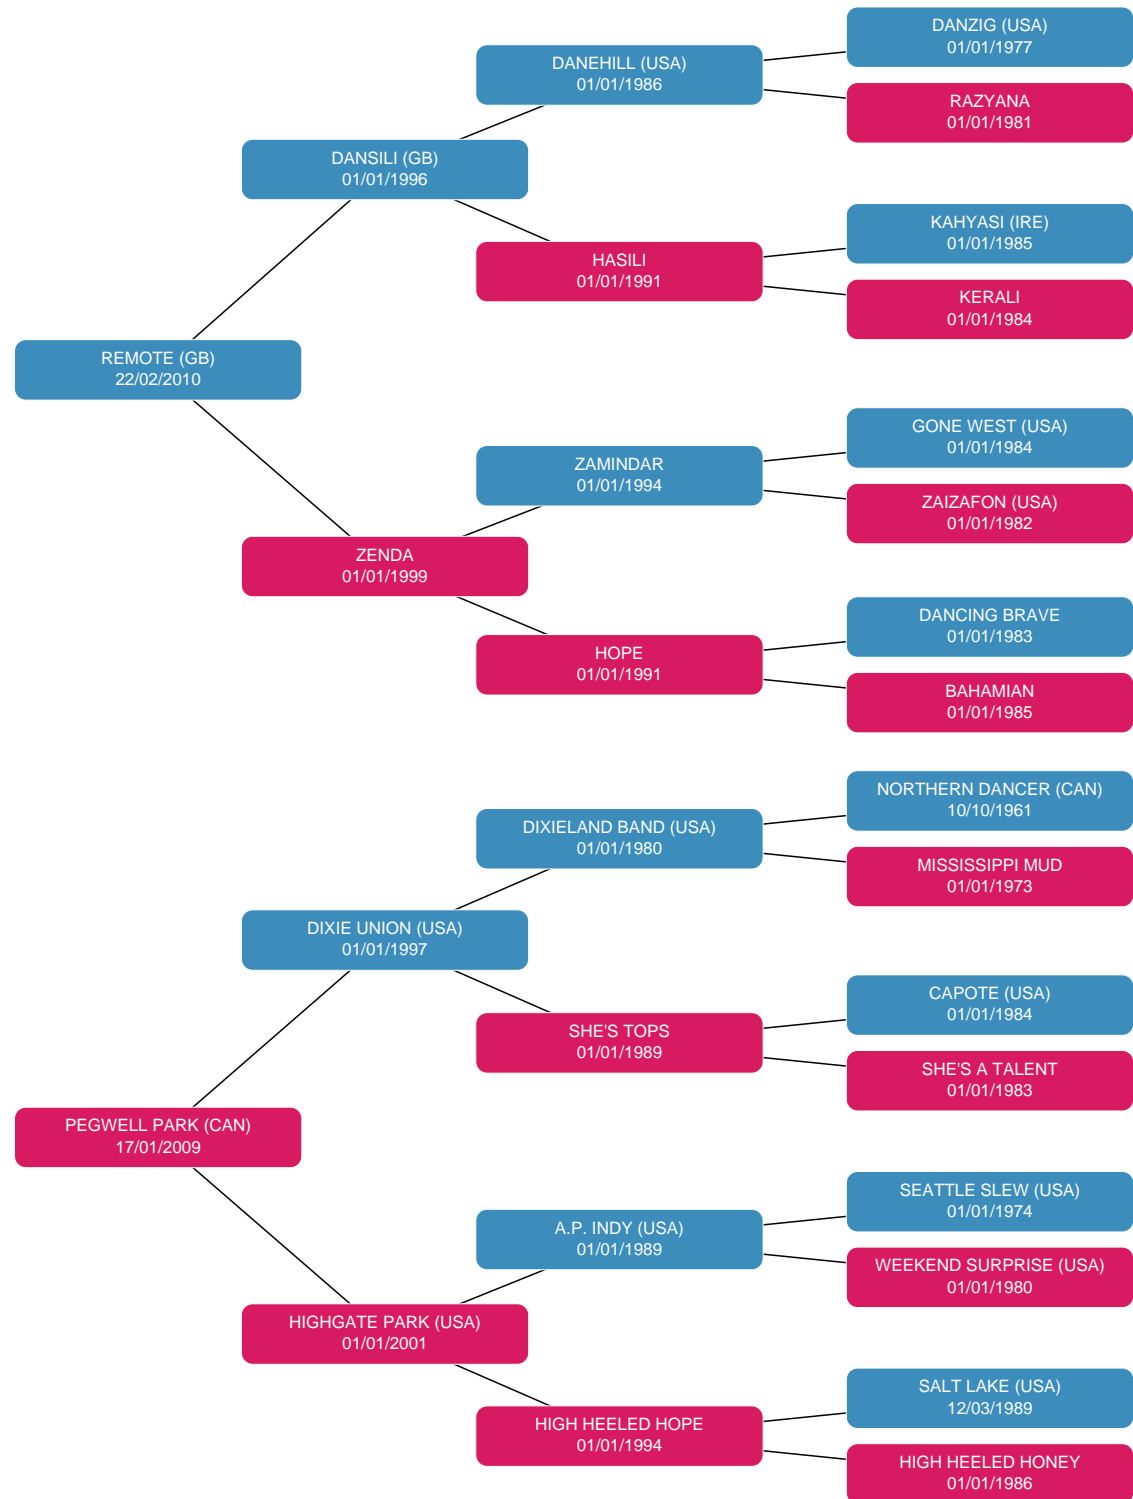 DANZIG (USA)
01/01/1977
DANEHILL (USA)
01/01/1986
RAZYANA
01/01/1981
DANSILI (GB)
01/01/1996
KAHYASI (IRE)
01/01/1985
HASILI
01/01/1991
KERALI
01/01/1984
REMOTE (GB)
22/02/2010
GONE WEST (USA)
01/01/1984
ZAMINDAR
01/01/1994
ZAIZAFON (USA)
01/01/1982
ZENDA
01/01/1999
DANCING BRAVE
01/01/1983
HOPE
01/01/1991
BAHAMIAN
01/01/1985
NORTHERN DANCER (CAN)
10/10/1961
DIXIELAND BAND (USA)
01/01/1980
MISSISSIPPI MUD
01/01/1973
DIXIE UNION (USA)
01/01/1997
CAPOTE (USA)
01/01/1984
SHE'S TOPS
01/01/1989
SHE'S A TALENT
01/01/1983
PEGWELL PARK (CAN)
17/01/2009
SEATTLE SLEW (USA)
01/01/1974
A.P. INDY (USA)
01/01/1989
WEEKEND SURPRISE (USA)
01/01/1980
HIGHGATE PARK (USA)
01/01/2001
SALT LAKE (USA)
12/03/1989
HIGH HEELED HOPE
01/01/1994
HIGH HEELED HONEY
01/01/1986